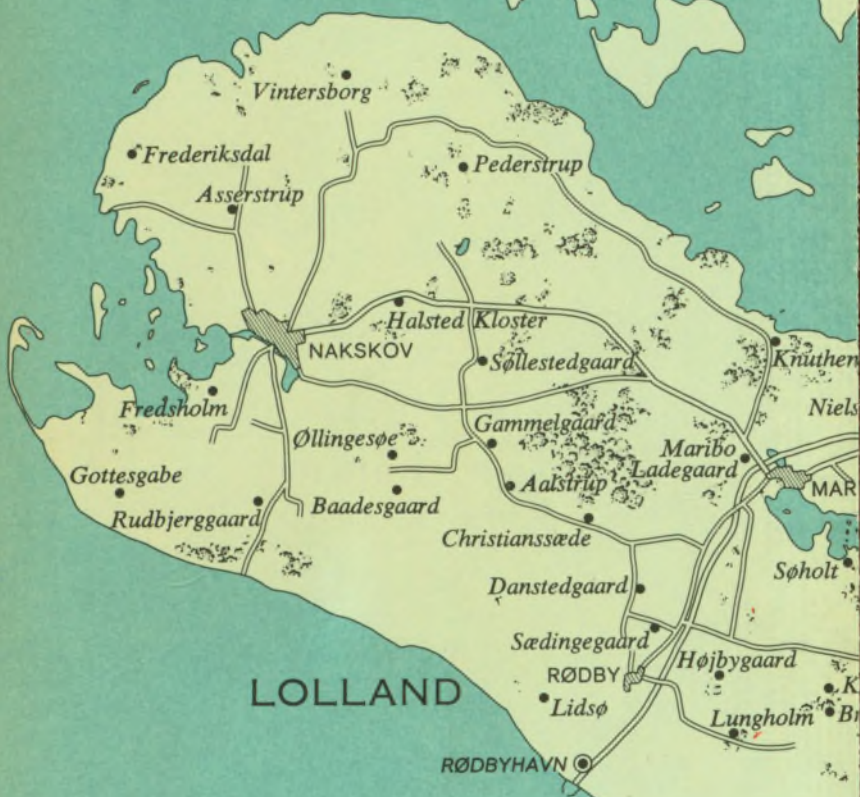 Vintersborg
Frederiksdal
Pederstrup
Asserstrup
Halsted Kloster
NAKSKOV
Søllestedgaard
Knuthen
Fredsholm
Niels
Gammelgaard
Øllingesøe
Maribo
Ladegaard
Gottesgabe
Aalstrup
MAR
Baadesgaard
Rudbjerggaard
Christianssæde
Søholt
Danstedgaard
Sædingegaard
Højbygaard
RØDBY
LOLLAND
K
Lidsø
Lungholm
Br
RØDBYHAVN